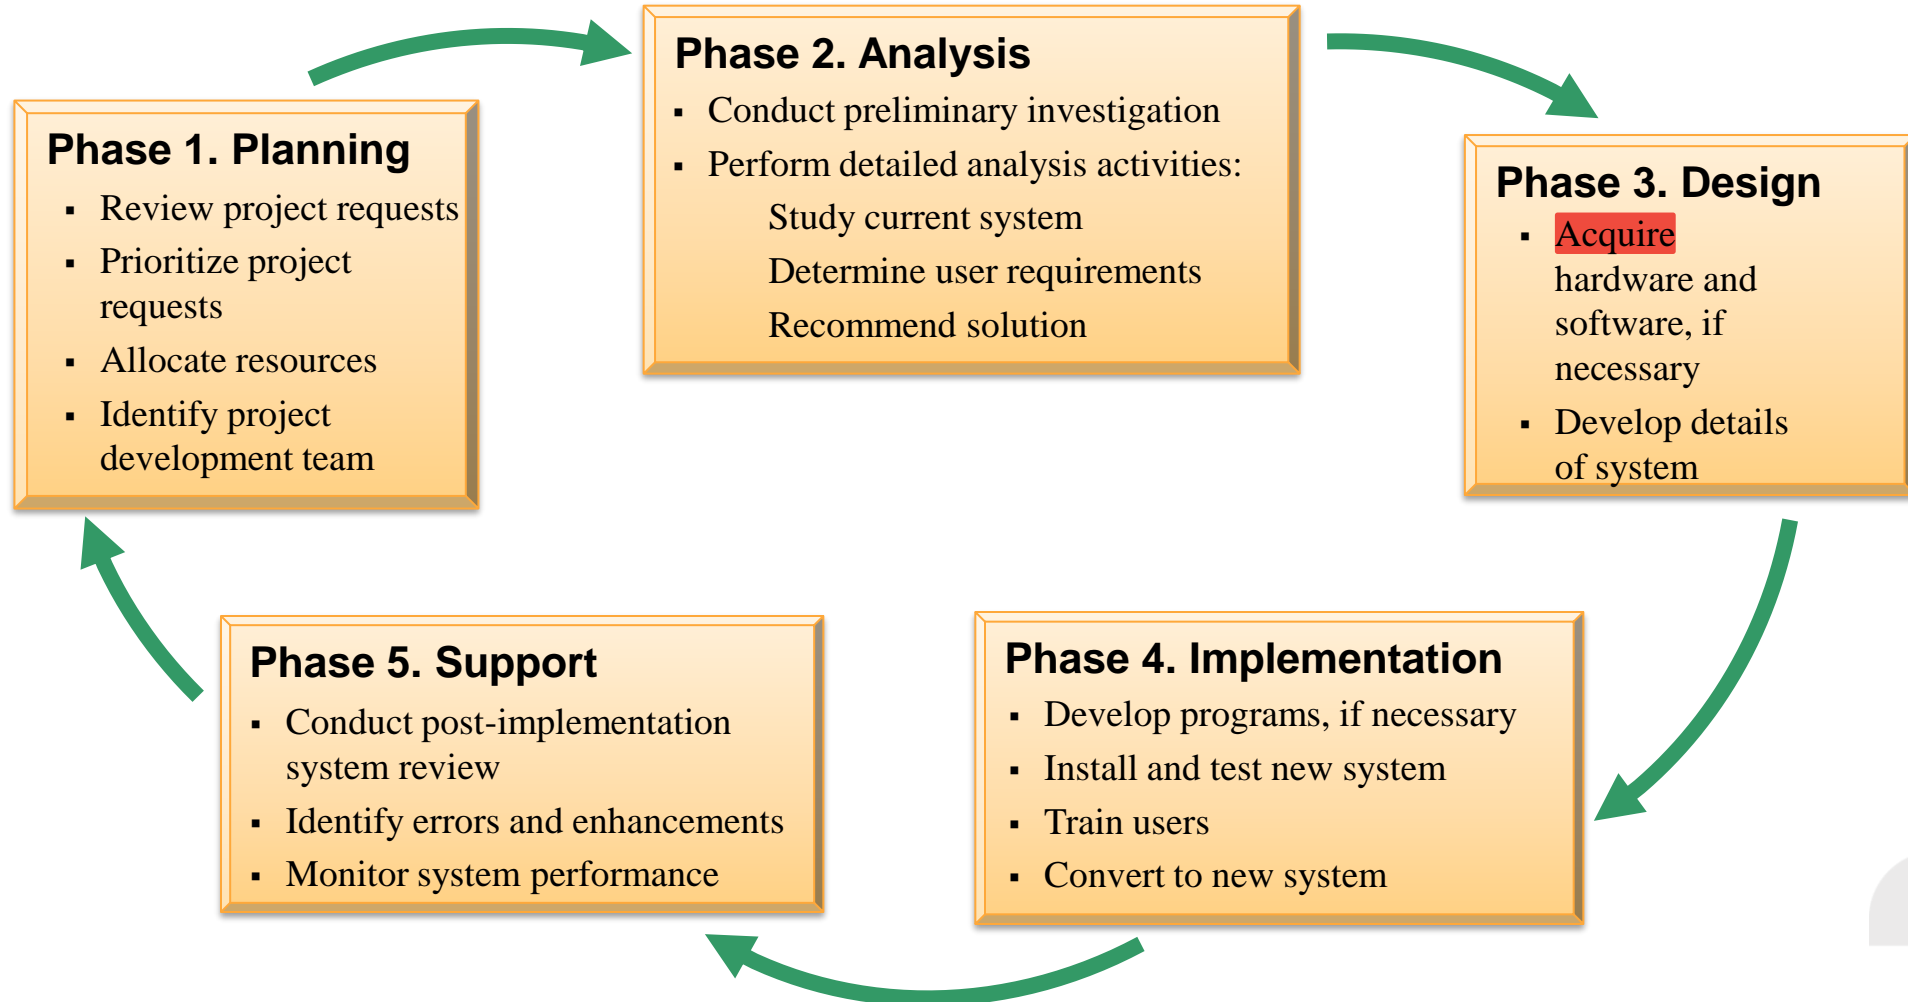 Phase 1. Planning
▪ Review project requests
▪ Prioritize project
requests
▪ Allocate resources
▪ Identify project
development team
Phase 2. Analysis
▪ Conduct preliminary investigation
▪ Perform detailed analysis activities:
Study current system
Determine user requirements
Recommend solution
Phase 3. Design
▪ Acquire
hardware and
software, if
necessary
▪ Develop details
of system
Phase 4. Implementation
▪ Develop programs, if necessary
▪ Install and test new system
▪ Train users
▪ Convert to new system
Phase 5. Support
▪ Conduct post-implementation
system review
▪ Identify errors and enhancements
▪ Monitor system performance